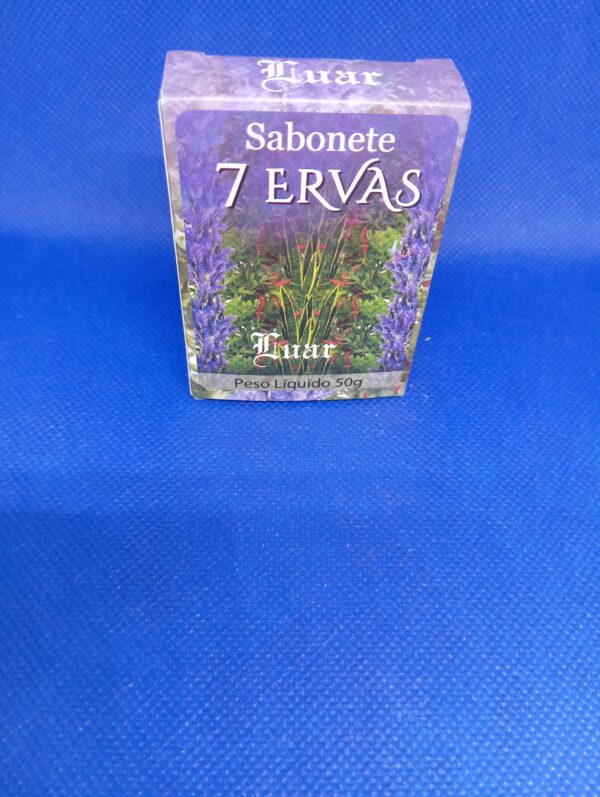 Luar
Sabonete
7 ERVAS
Luar
Peso Líquido 50g